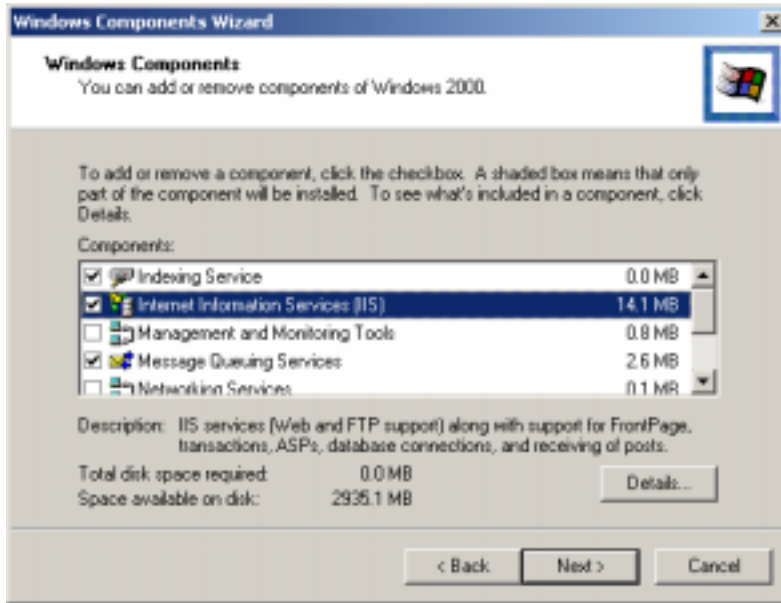 Windows Components Wizard
Windows Components
You can add or remove components of Windows 2000.
To add or remove a component, click the checkbox. A shaded box means that only
part of the component will be installed. To see what's included in a component, click
Details.
Components:
Indexing Service 0.0 MB
Internet Information Services (IIS) 14.1 MB
Management and Monitoring Tools 0.8 MB
Message Queuing Services 2.6 MB
Networking Services 0.1 MB
Description: IIS services (Web and FTP support) along with support for FrontPage,
transactions, ASPs, database connections, and receiving of posts.
Total disk space required: 0.0 MB
Space available on disk: 2935.1 MB
Details...
< Back
Next >
Cancel